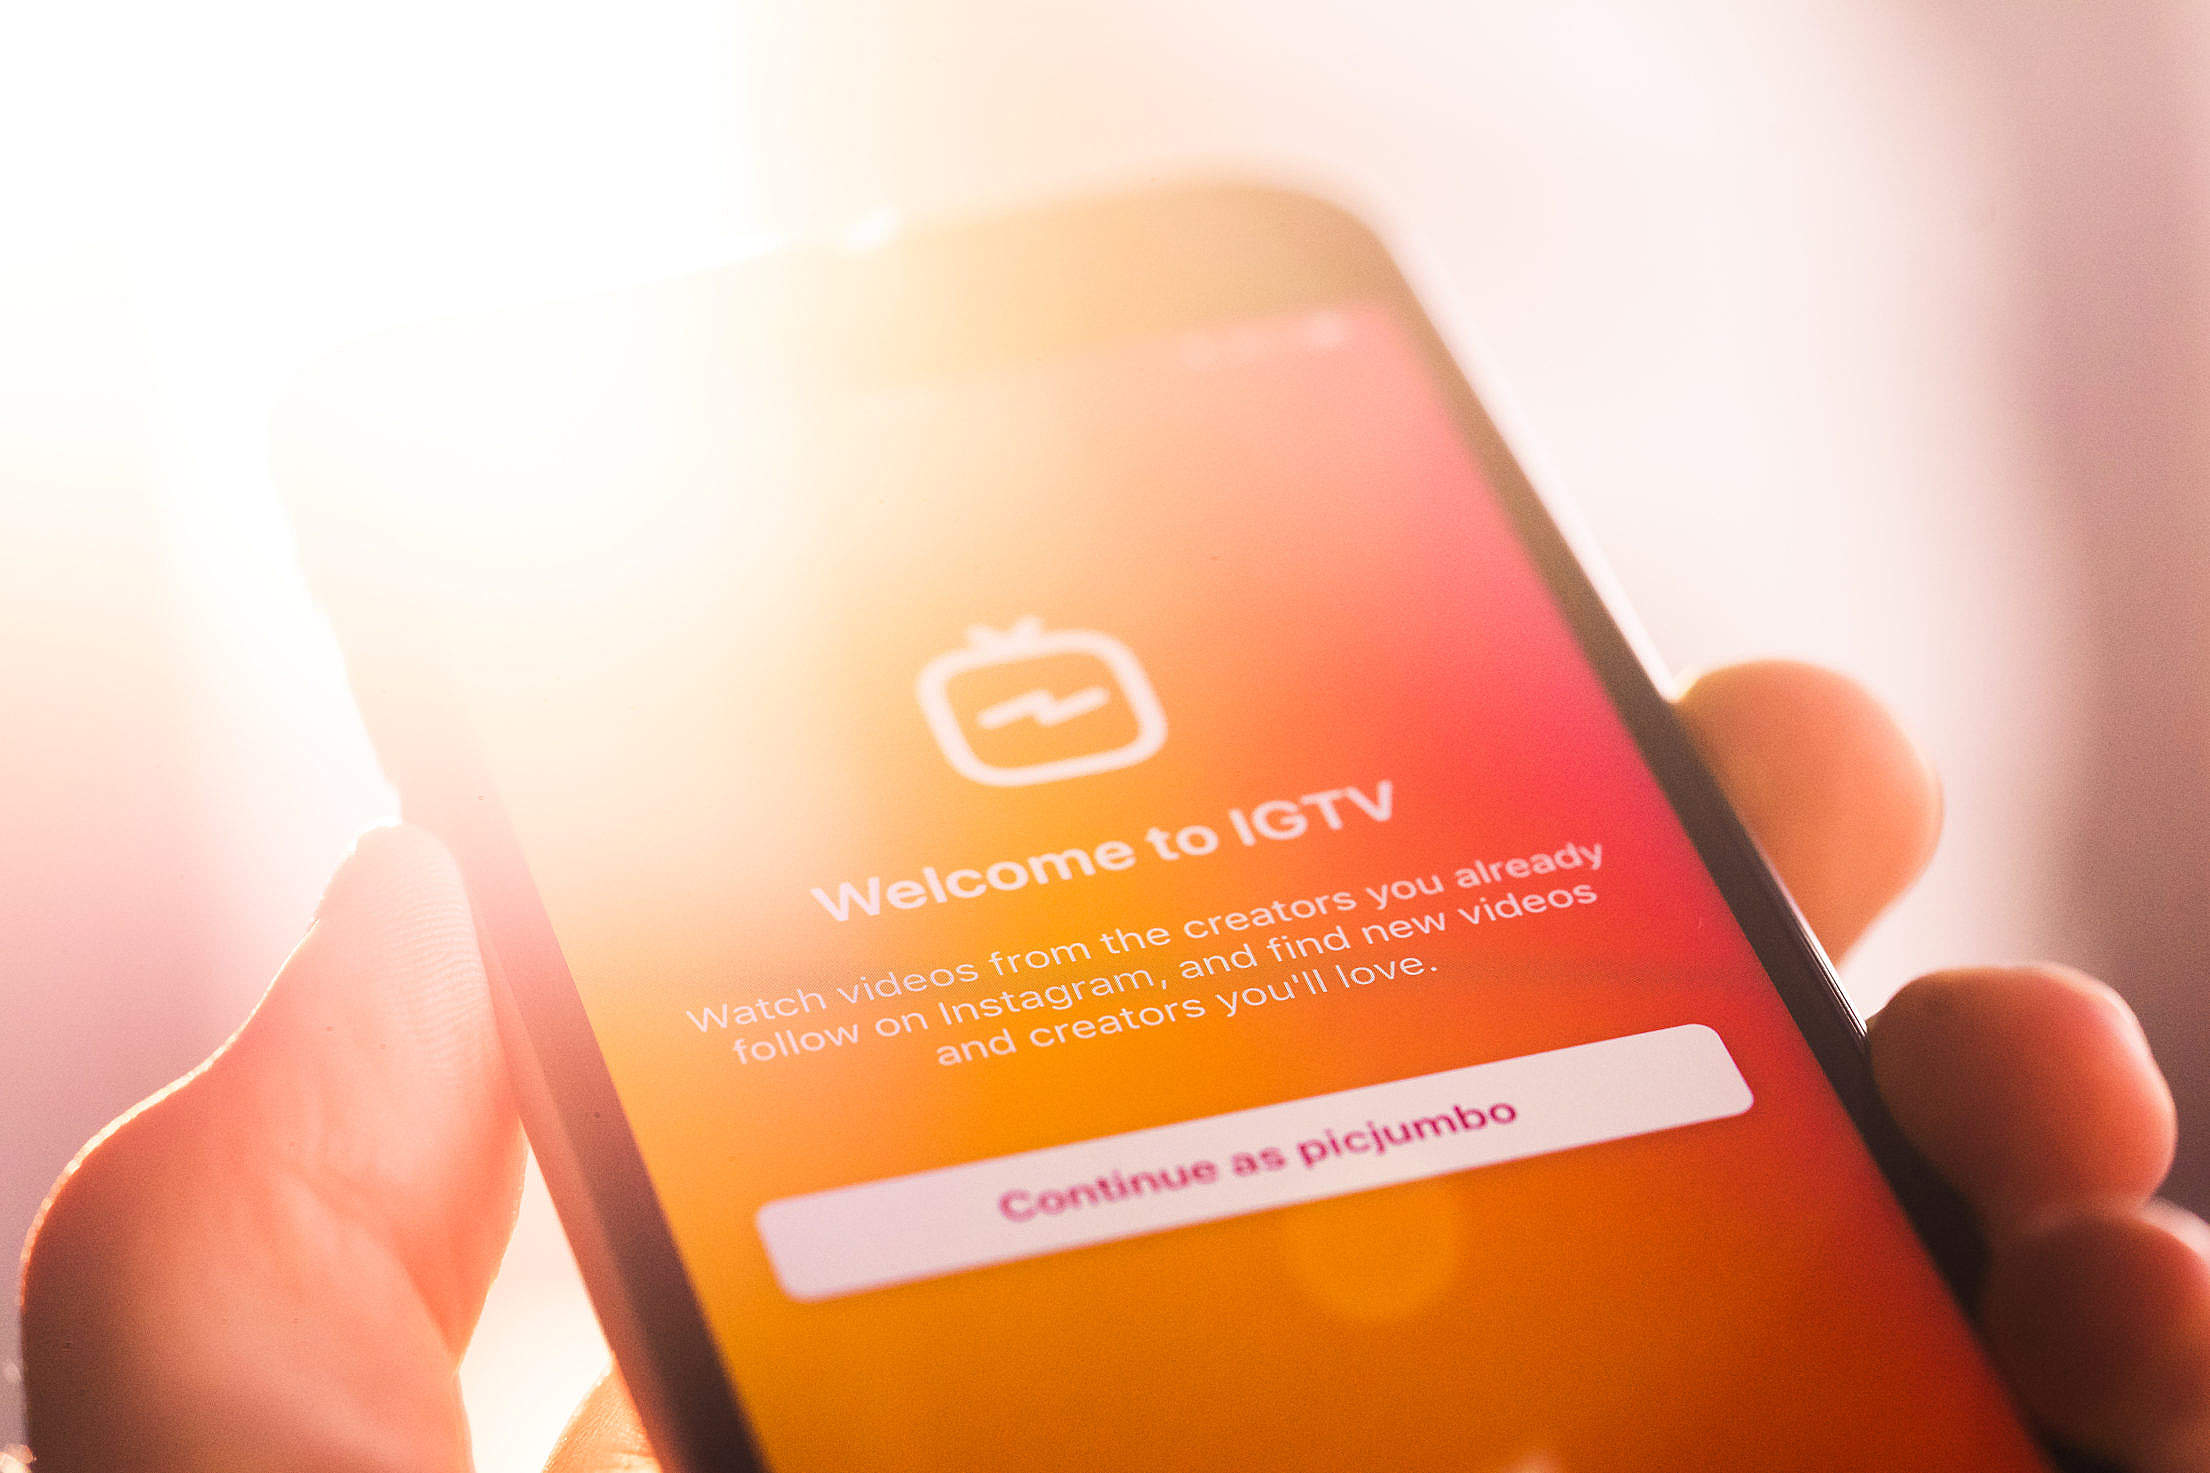 Welcome to IGTV
Watch videos from the creators you already
follow on Instagram, and find new videos
and creators you'll love.
Continue as picjumbo